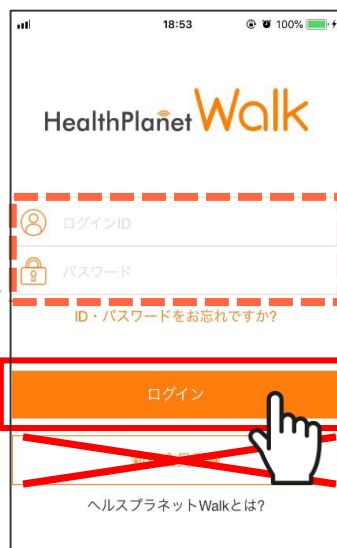 18:53
100%
HealthPlanet Walk
ログインID
パスワード
ID・パスワードをお忘れですか?
ログイン
ヘルスプラネットWalkとは?